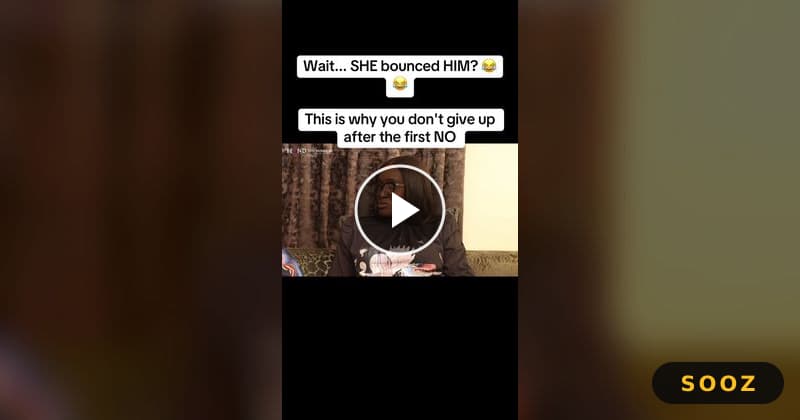 Wait... SHE bounced HIM? 😂
😂
This is why you don't give up
after the first NO
SOOZ